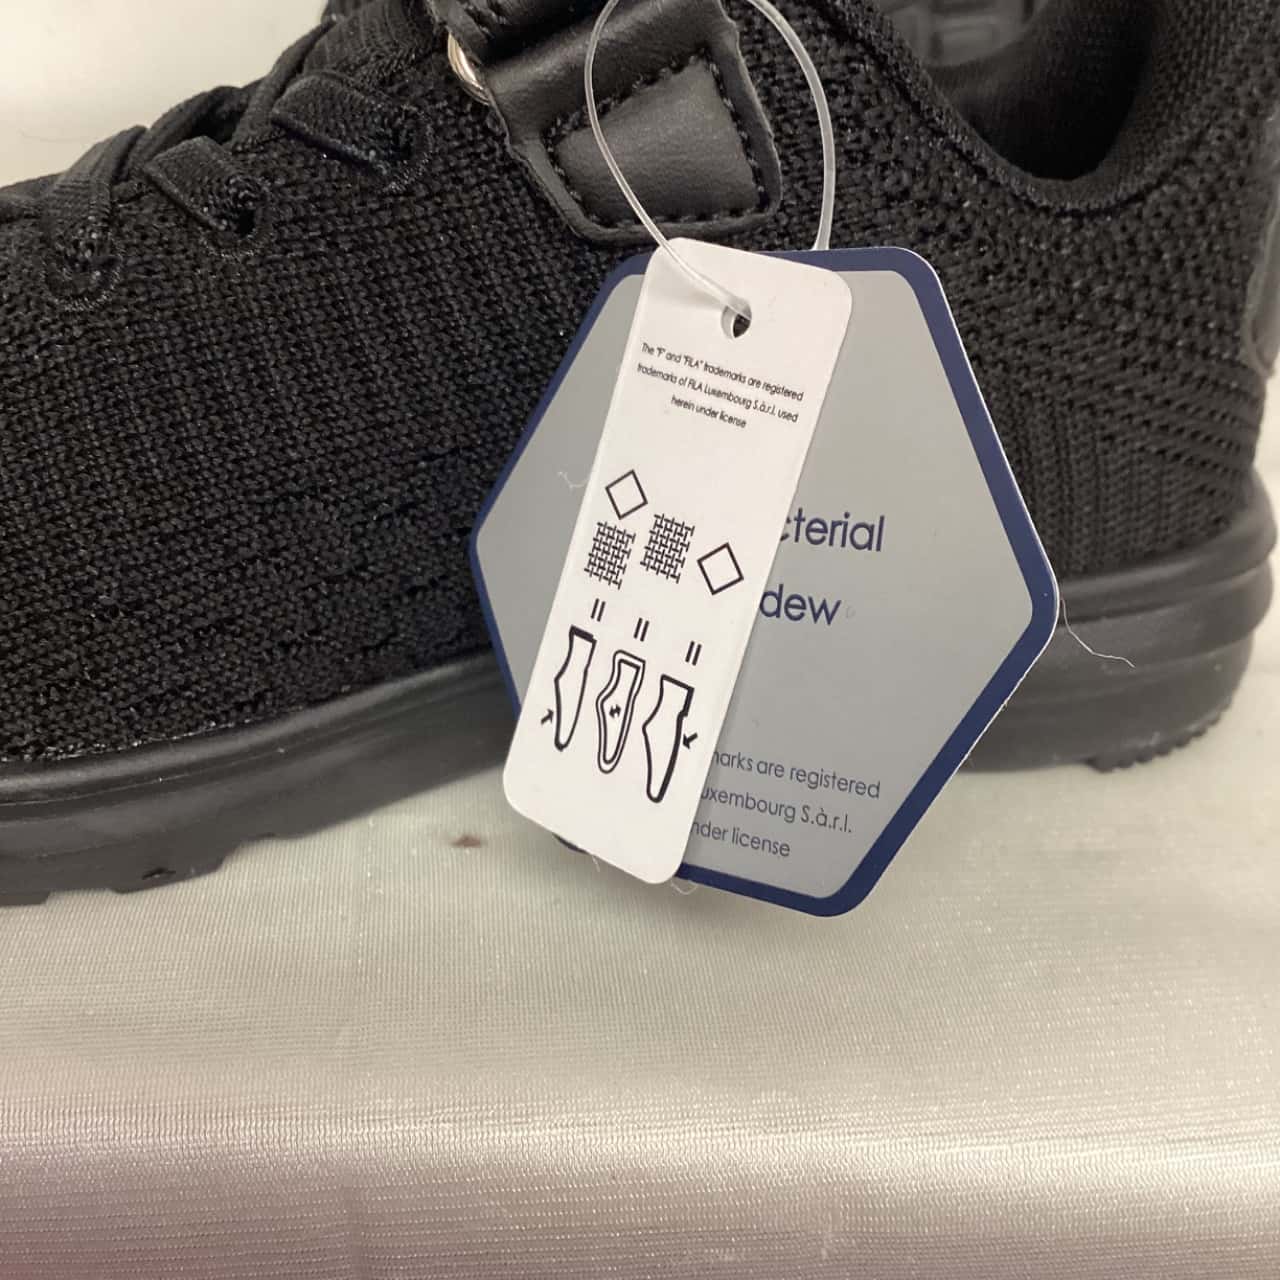 The "F" and "FILA" trademarks are registered
trademarks of FILA Luxembourg S.à.r.l. used
herein under license
cterial
dew
marks are registered
uxembourg S.à.r.l.
nder license